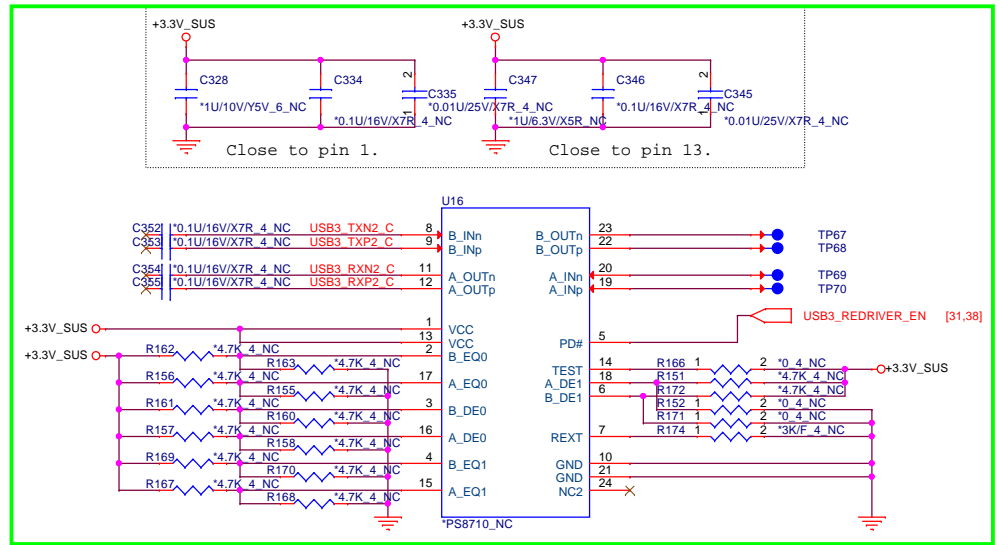 +3.3V_SUS +3.3V_SUS
C328 C334 C335 C347 C346 C345
2 2
*1U/10V/Y5V_6_NC *0.1U/16V/X7R_4_NC *0.01U/25V/X7R_4_NC *1U/6.3V/X5R_NC *0.1U/16V/X7R_4_NC *0.01U/25V/X7R_4_NC
1 1
Close to pin 1. Close to pin 13.
U16
C352 *0.1U/16V/X7R_4_NC USB3_TXN2_C 8 B_INn B_OUTn 23 TP67
C353 *0.1U/16V/X7R_4_NC USB3_TXP2_C 9 B_INp B_OUTp 22 TP68
C354 *0.1U/16V/X7R_4_NC USB3_RXN2_C 11 A_OUTn A_INn 20 TP69
C355 *0.1U/16V/X7R_4_NC USB3_RXP2_C 12 A_OUTp A_INp 19 TP70
USB3_REDRIVER_EN [31,38]
+3.3V_SUS 1 VCC
13 VCC PD# 5
+3.3V_SUS R162 *4.7K_4_NC 2 B_EQ0
R163 *4.7K_4_NC TEST 14 R166 1 2 *0_4_NC +3.3V_SUS
R156 *4.7K_4_NC 17 A_EQ0 A_DE1 18 R151 1 2 *4.7K_4_NC
R155 *4.7K_4_NC B_DE1 6 R172 1 2 *4.7K_4_NC
R161 *4.7K_4_NC 3 B_DE0 R152 1 2 *0_4_NC
R160 *4.7K_4_NC R171 1 2 *0_4_NC
R157 *4.7K_4_NC 16 A_DE0 REXT 7 R174 1 2 *3K/F_4_NC
R158 *4.7K_4_NC
R169 *4.7K_4_NC 4 B_EQ1 GND 10
R170 *4.7K_4_NC GND 21
R167 *4.7K_4_NC 15 A_EQ1 NC2 24
R168 *4.7K_4_NC
*PS8710_NC